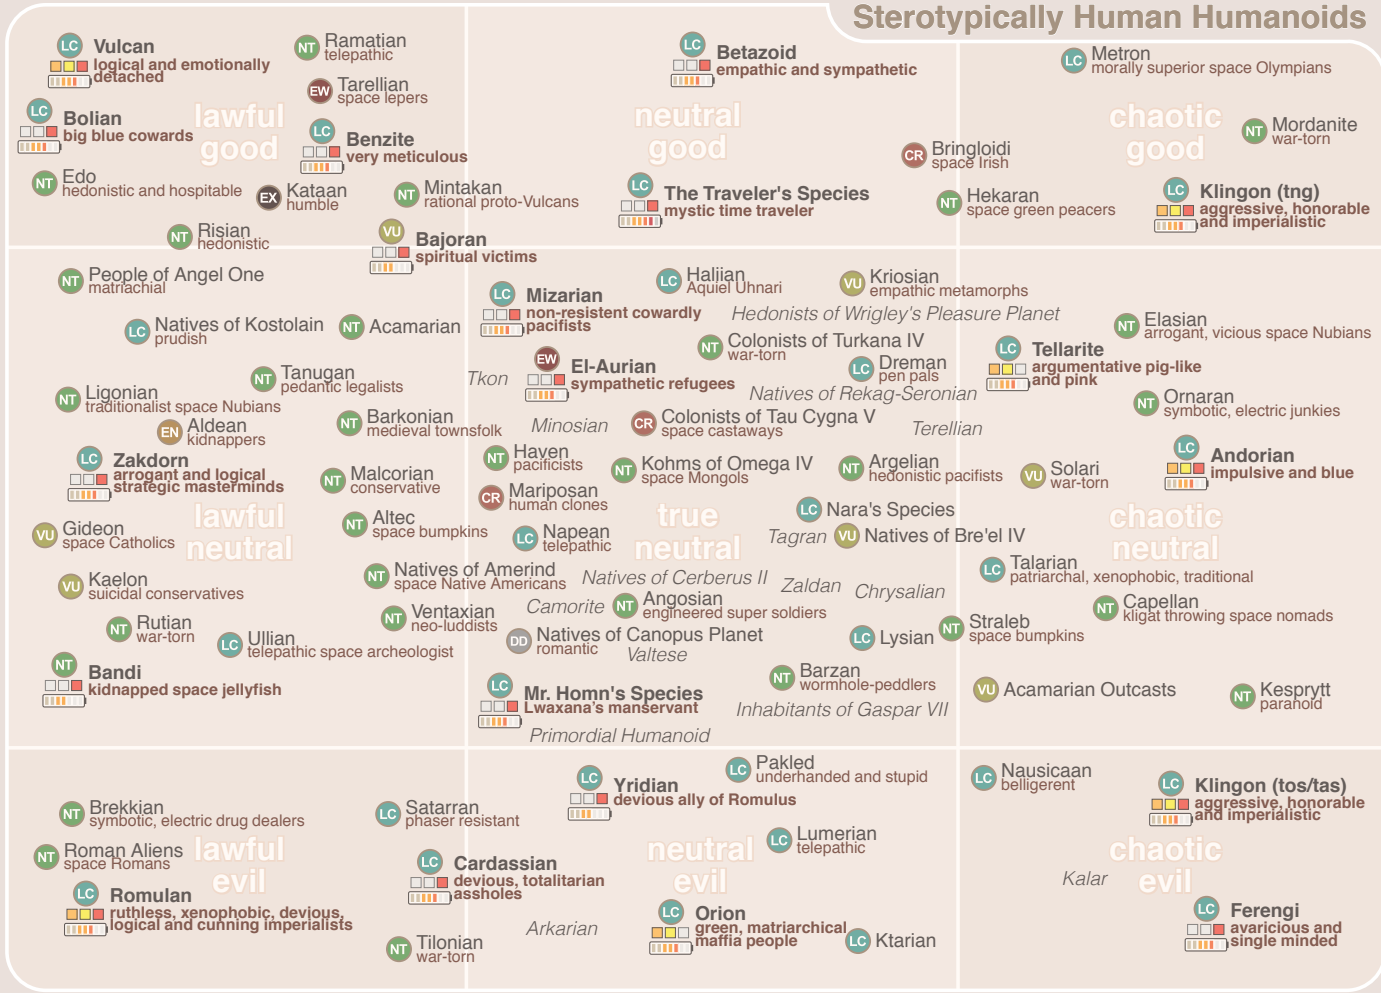 Sterotypically Human Humanoids
lawful
good
LC
Vulcan
logical and emotionally
detached
NT
Ramatian
telepathic
EW
Tarellian
space lepers
LC
Bolian
big blue cowards
LC
Benzite
very meticulous
NT
Edo
hedonistic and hospitable
EX
Kataan
humble
NT
Mintakan
rational proto-Vulcans
NT
Risian
hedonistic
VU
Bajoran
spiritual victims
neutral
good
LC
Betazoid
empathic and sympathetic
CR
Bringloidi
space Irish
LC
The Traveler's Species
mystic time traveler
NT
Hekaran
space green peacers
chaotic
good
LC
Metron
morally superior space Olympians
NT
Mordanite
war-torn
LC
Klingon (tng)
aggressive, honorable
and imperialistic
lawful
neutral
NT
People of Angel One
matriachial
LC
Natives of Kostolain
prudish
NT
Acamarian
NT
Tanugan
pedantic legalists
NT
Ligonian
traditionalist space Nubians
EN
Aldean
kidnappers
NT
Barkonian
medieval townsfolk
LC
Zakdorn
arrogant and logical
strategic masterminds
NT
Malcorian
conservative
VU
Gideon
space Catholics
NT
Altec
space bumpkins
VU
Kaelon
suicidal conservatives
NT
Natives of Amerind
space Native Americans
NT
Rutian
war-torn
NT
Ventaxian
neo-luddists
LC
Ullian
telepathic space archeologist
NT
Bandi
kidnapped space jellyfish
true
neutral
LC
Mizarian
non-resistent cowardly
pacifists
LC
Haliian
Aquiel Uhnari
VU
Kriosian
empathic metamorphs
Hedonists of Wrigley's Pleasure Planet
NT
Colonists of Turkana IV
war-torn
EW
El-Aurian
sympathetic refugees
LC
Dreman
pen pals
Tkon
Natives of Rekag-Seronian
Minosian
CR
Colonists of Tau Cygna V
space castaways
Terellian
NT
Haven
pacificists
NT
Kohms of Omega IV
space Mongols
NT
Argelian
hedonistic pacifists
CR
Mariposan
human clones
LC
Nara's Species
LC
Napean
telepathic
Tagran
VU
Natives of Bre'el IV
Natives of Cerberus II
Zaldan
Chrysalian
Camorite
NT
Angosian
engineered super soldiers
DD
Natives of Canopus Planet
romantic
Valtese
LC
Lysian
NT
Barzan
wormhole-peddlers
LC
Mr. Homn's Species
Lwaxana's manservant
Inhabitants of Gaspar VII
Primordial Humanoid
chaotic
neutral
NT
Elasian
arrogant, vicious space Nubians
LC
Tellarite
argumentative pig-like
and pink
NT
Ornaran
symbotic, electric junkies
VU
Solari
war-torn
LC
Andorian
impulsive and blue
LC
Talarian
patriarchal, xenophobic, traditional
NT
Capellan
kligat throwing space nomads
NT
Straleb
space bumpkins
VU
Acamarian Outcasts
NT
Kesprytt
paranoid
lawful
evil
NT
Brekkian
symbotic, electric drug dealers
LC
Satarran
phaser resistant
NT
Roman Aliens
space Romans
LC
Cardassian
devious, totalitarian
assholes
LC
Romulan
ruthless, xenophobic, devious,
logical and cunning imperialists
NT
Tilonian
war-torn
neutral
evil
LC
Yridian
devious ally of Romulus
LC
Pakled
underhanded and stupid
LC
Lumerian
telepathic
LC
Orion
green, matriarchical
maffia people
Arkarian
LC
Ktarian
chaotic
evil
LC
Nausicaan
belligerent
LC
Klingon (tos/tas)
aggressive, honorable
and imperialistic
Kalar
LC
Ferengi
avaricious and
single minded